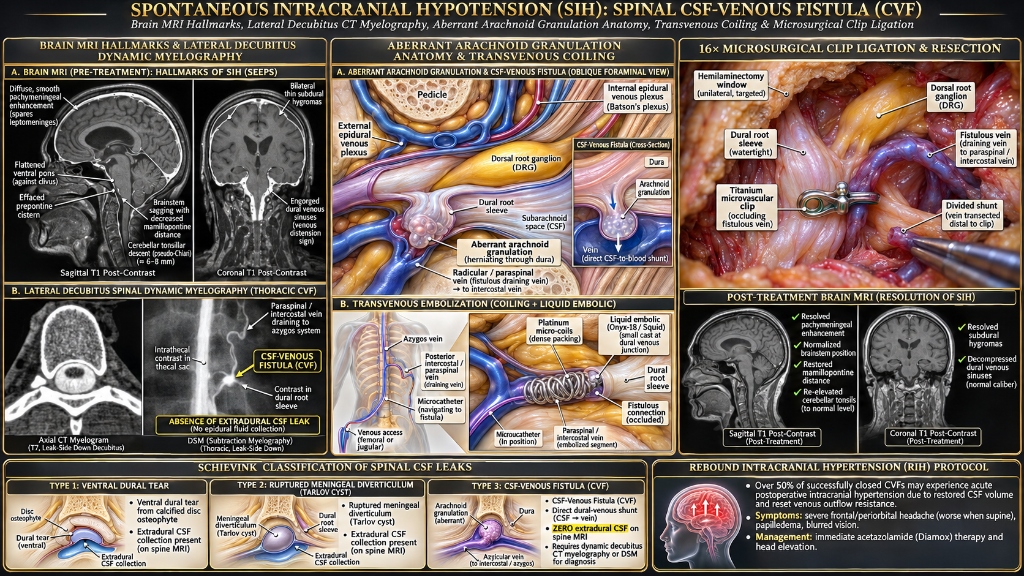 SPONTANEOUS INTRACRANIAL HYPOTENSION (SIH): SPINAL CSF-VENOUS FISTULA (CVF)
Brain MRI Hallmarks, Lateral Decubitus CT Myelography, Aberrant Arachnoid Granulation Anatomy, Transvenous Coiling & Microsurgical Clip Ligation
BRAIN MRI HALLMARKS & LATERAL DECUBITUS
DYNAMIC MYELOGRAPHY
A. BRAIN MRI (PRE-TREATMENT): HALLMARKS OF SIH (SEEPS)
Diffuse, smooth
pachymeningeal
enhancement
(spares
leptomeninges)
Flattened
ventral pons
(against clivus)
Effaced
prepontine
cistern
Brainstem
sagging with
decreased
mamillopontine
distance
Cerebellar tonsillar
descent (pseudo-Chiari)
(≈ 6–8 mm)
Sagittal T1 Post-Contrast
Bilateral
thin subdural
hygromas
Engorged
dural venous
sinuses
(venous
distension
sign)
Coronal T1 Post-Contrast
B. LATERAL DECUBITUS SPINAL DYNAMIC MYELOGRAPHY (THORACIC CVF)
Axial CT Myelogram
(T7, Leak-Side Down Decubitus)
Intrathecal
contrast in
thecal sac
Paraspinal /
intercostal vein
draining to
azygos system
CSF-VENOUS
FISTULA (CVF)
Contrast in
dural root
sleeve
ABSENCE OF EXTRADURAL CSF LEAK
(No epidural fluid collection)
DSM (Subtraction Myelography)
(Thoracic, Leak-Side Down)
ABERRANT ARACHNOID GRANULATION
ANATOMY & TRANSVENOUS COILING
A. ABERRANT ARACHNOID GRANULATION & CSF-VENOUS FISTULA (OBLIQUE FORAMINAL VIEW)
Pedicle
Internal epidural
venous plexus
(Batson's plexus)
External
epidural
venous plexus
Dorsal root ganglion
(DRG)
Dural root
sleeve
Subarachnoid
space (CSF)
Aberrant arachnoid
granulation
(herniating through dura)
Radicular / paraspinal
vein (fistulous draining vein)
→ to intercostal vein
CSF-Venous Fistula (Cross-Section)
Dura
Arachnoid
granulation
Vein
(direct CSF-to-blood shunt)
B. TRANSVENOUS EMBOLIZATION (COILING + LIQUID EMBOLIC)
Azygos vein
Posterior
intercostal /
paraspinal
vein
(draining vein)
Microcatheter
(navigating to
fistula)
Venous access
(femoral or
jugular)
Platinum
micro-coils
(dense packing)
Liquid embolic
(Onyx-18 / Squid)
(small cast at
dural venous
junction)
Dural root
sleeve
Fistulous
connection
(occluded)
Microcatheter
(in position)
Paraspinal /
intercostal vein
(embolized segment)
16× MICROSURGICAL CLIP LIGATION & RESECTION
Hemilaminectomy
window
(unilateral, targeted)
Dorsal root
ganglion
(DRG)
Dural root
sleeve
(watertight)
Fistulous vein
(draining vein
to paraspinal /
intercostal vein)
Titanium
microvascular
clip
(occluding
fistulous vein)
Divided shunt
(vein transected
distal to clip)
POST-TREATMENT BRAIN MRI (RESOLUTION OF SIH)
✓ Resolved
pachymeningeal
enhancement
✓ Normalized
brainstem position
✓ Restored
mamillopontine
distance
✓ Re-elevated
cerebellar tonsils
(to normal level)
Sagittal T1 Post-Contrast
(Post-Treatment)
✓ Resolved
subdural
hygromas
✓ Decompressed
dural venous
sinuses
(normal caliber)
Coronal T1 Post-Contrast
(Post-Treatment)
SCHIEVINK CLASSIFICATION OF SPINAL CSF LEAKS
TYPE 1: VENTRAL DURAL TEAR
Disc
osteophyte
Dural tear
(ventral)
Extradural
CSF collection
• Ventral dural tear
from calcified disc
osteophyte
• Extradural CSF
collection present
(on spine MRI)
TYPE 2: RUPTURED MENINGEAL DIVERTICULUM
(TARLOV CYST)
Meningeal
diverticulum
(Tarlov cyst)
Dural
root
sleeve
Extradural
CSF collection
• Ruptured
meningeal
diverticulum
(Tarlov cyst)
• Extradural CSF
collection present
(on spine MRI)
TYPE 3: CSF-VENOUS FISTULA (CVF)
Arachnoid
granulation
(aberrant)
Dura
vein
(to intercostal / azygos)
• CSF-Venous Fistula (CVF)
• Direct dural-venous shunt
(CSF → vein)
• ZERO extradural CSF on
spine MRI
• Requires dynamic decubitus
CT myelography or DSM
for diagnosis
REBOUND INTRACRANIAL HYPERTENSION (RIH) PROTOCOL
• Over 50% of successfully closed CVFs may experience acute
postoperative intracranial hypertension due to restored CSF volume
and reset venous outflow resistance.
• Symptoms: severe frontal/periorbital headache (worse when supine),
papilledema, blurred vision.
• Management: immediate acetazolamide (Diamox) therapy and
head elevation.